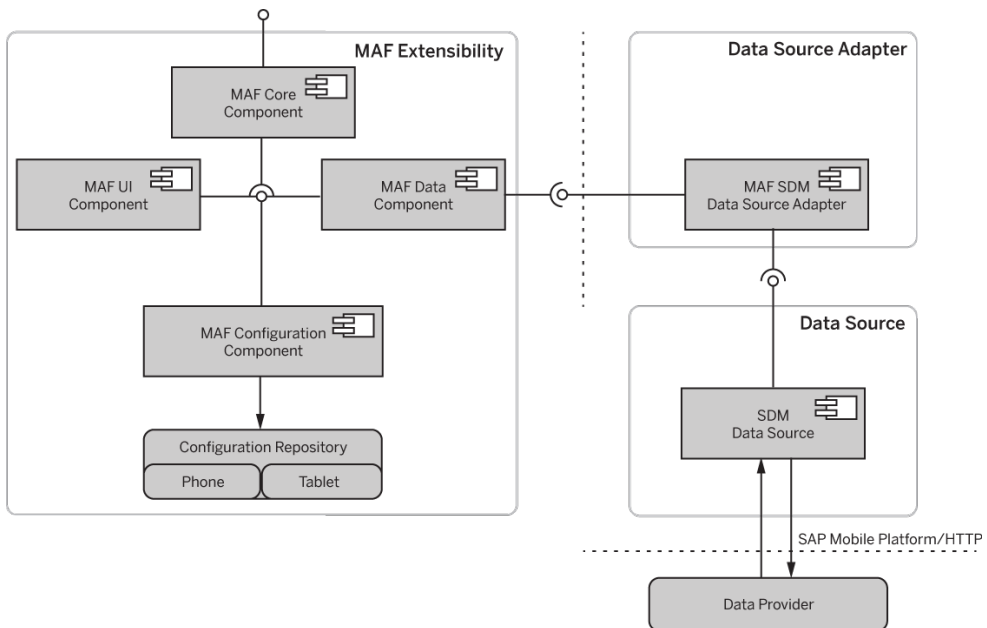 MAF Extensibility
MAF Core
Component
MAF UI
Component
MAF Data
Component
MAF Configuration
Component
Configuration Repository
Phone
Tablet
Data Source Adapter
MAF SDM
Data Source Adapter
Data Source
SDM
Data Source
SAP Mobile Platform/HTTP
Data Provider